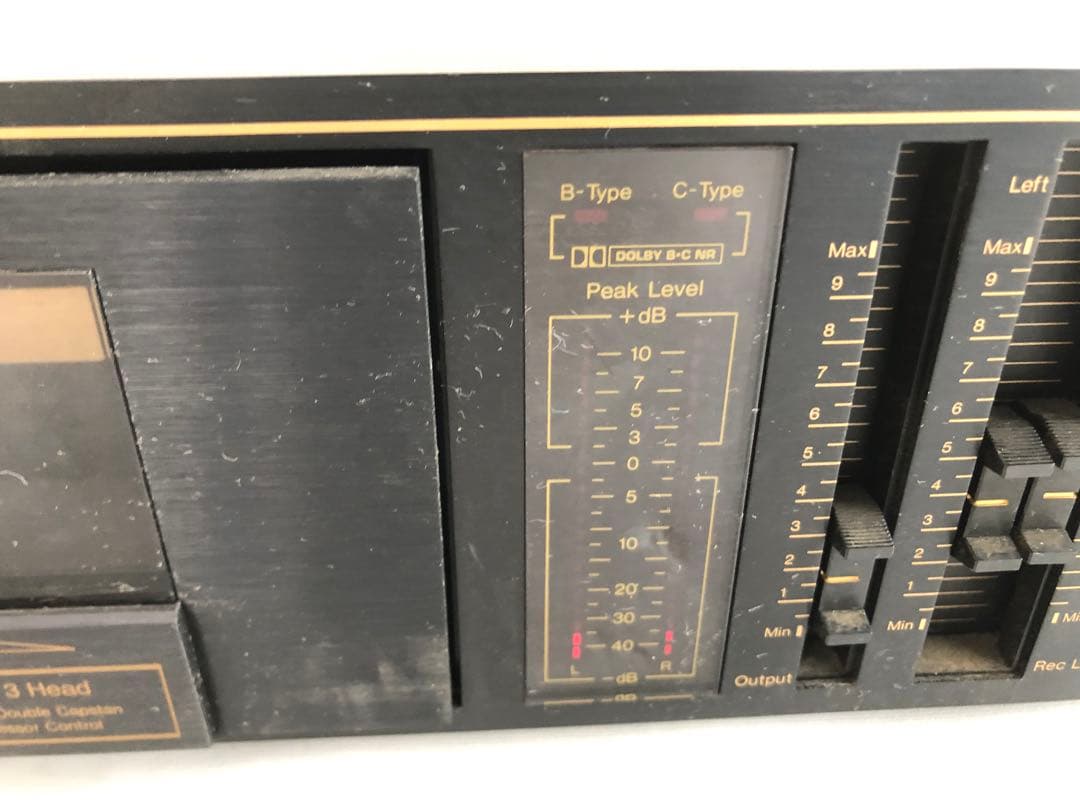 B-Type C-Type
DOLBY B·C NR
Peak Level
+dB
10
7
5
3
0
5
10
20
30
40
L R
-dB
Max
9
8
7
6
5
4
3
2
1
Min
Output
Left
Max
9
8
7
6
5
4
3
2
1
Min
Rec
3 Head
Double Capstan
Control